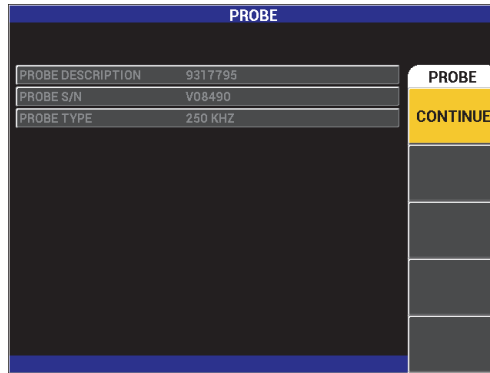 PROBE
PROBE DESCRIPTION 9317795
PROBE S/N V08490
PROBE TYPE 250 KHZ
PROBE
CONTINUE